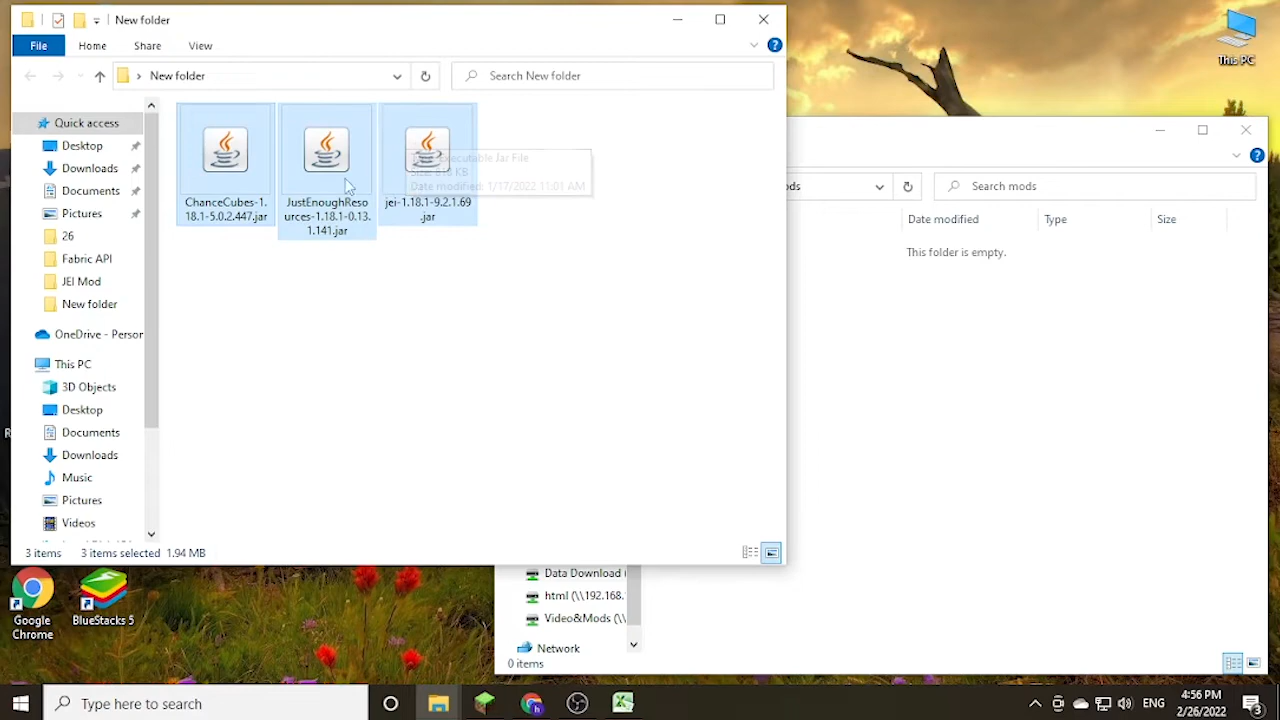 New folder
File Home Share View
New folder
Search New folder
Quick access
Desktop
Downloads
Documents
Pictures
26
Fabric API
JEI Mod
New folder
OneDrive - Person
This PC
3D Objects
Desktop
Documents
Downloads
Music
Pictures
Videos
ChanceCubes-1.
18.1-5.0.2.447.jar
JustEnoughReso
urces-1.18.1-0.13.
1.141.jar
jei-1.18.1-9.2.1.69
.jar
Executable Jar File
Date modified: 1/17/2022 11:01 AM
3 items 3 items selected 1.94 MB
This PC
ds
Search mods
Date modified Type Size
This folder is empty.
Data Download (
html (\\192.168.
Video&Mods (\\
Network
0 items
Google
Chrome
BlueStacks 5
Type here to search
ENG
4:56 PM
2/26/2022
3